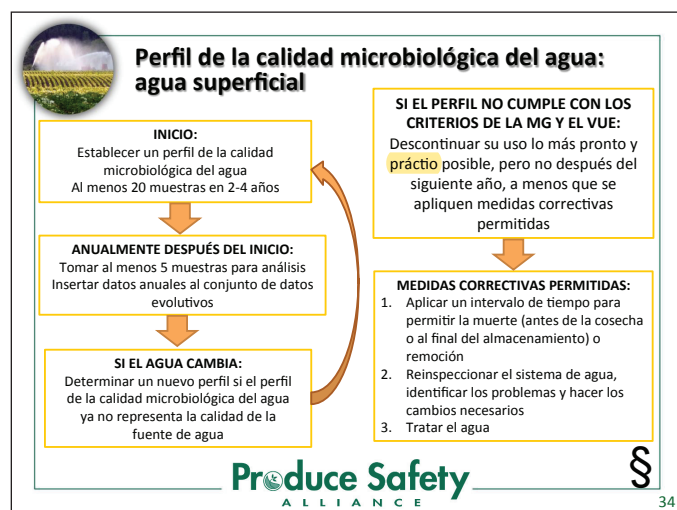 Perfil de la calidad microbiológica del agua:
agua superficial
INICIO:
Establecer un perfil de la calidad
microbiológica del agua
Al menos 20 muestras en 2-4 años
ANUALMENTE DESPUÉS DEL INICIO:
Tomar al menos 5 muestras para análisis
Insertar datos anuales al conjunto de datos
evolutivos
SI EL AGUA CAMBIA:
Determinar un nuevo perfil si el perfil
de la calidad microbiológica del agua
ya no representa la calidad de la
fuente de agua
SI EL PERFIL NO CUMPLE CON LOS
CRITERIOS DE LA MG Y EL VUE:
Descontinuar su uso lo más pronto y
práctio posible, pero no después del
siguiente año, a menos que se
apliquen medidas correctivas
permitidas
MEDIDAS CORRECTIVAS PERMITIDAS:
1. Aplicar un intervalo de tiempo para
permitir la muerte (antes de la cosecha
o al final del almacenamiento) o
remoción
2. Reinspeccionar el sistema de agua,
identificar los problemas y hacer los
cambios necesarios
3. Tratar el agua
Produce Safety
ALLIANCE
§
34